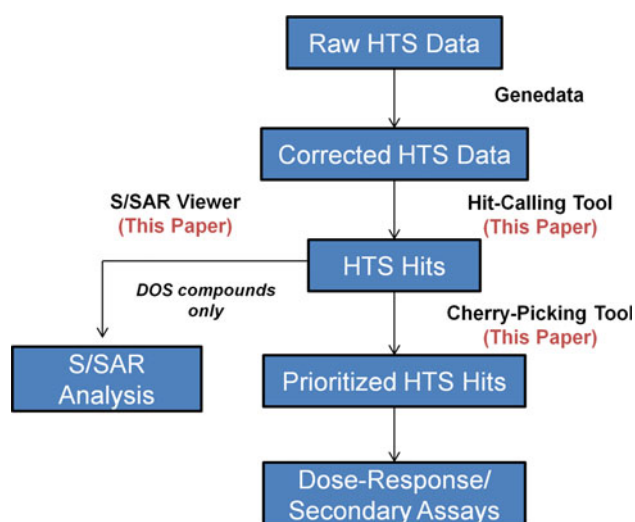 Raw HTS Data
Genedata
Corrected HTS Data
S/SAR Viewer
(This Paper)
Hit-Calling Tool
(This Paper)
HTS Hits
DOS compounds
only
Cherry-Picking Tool
(This Paper)
S/SAR
Analysis
Prioritized HTS Hits
Dose-Response/
Secondary Assays